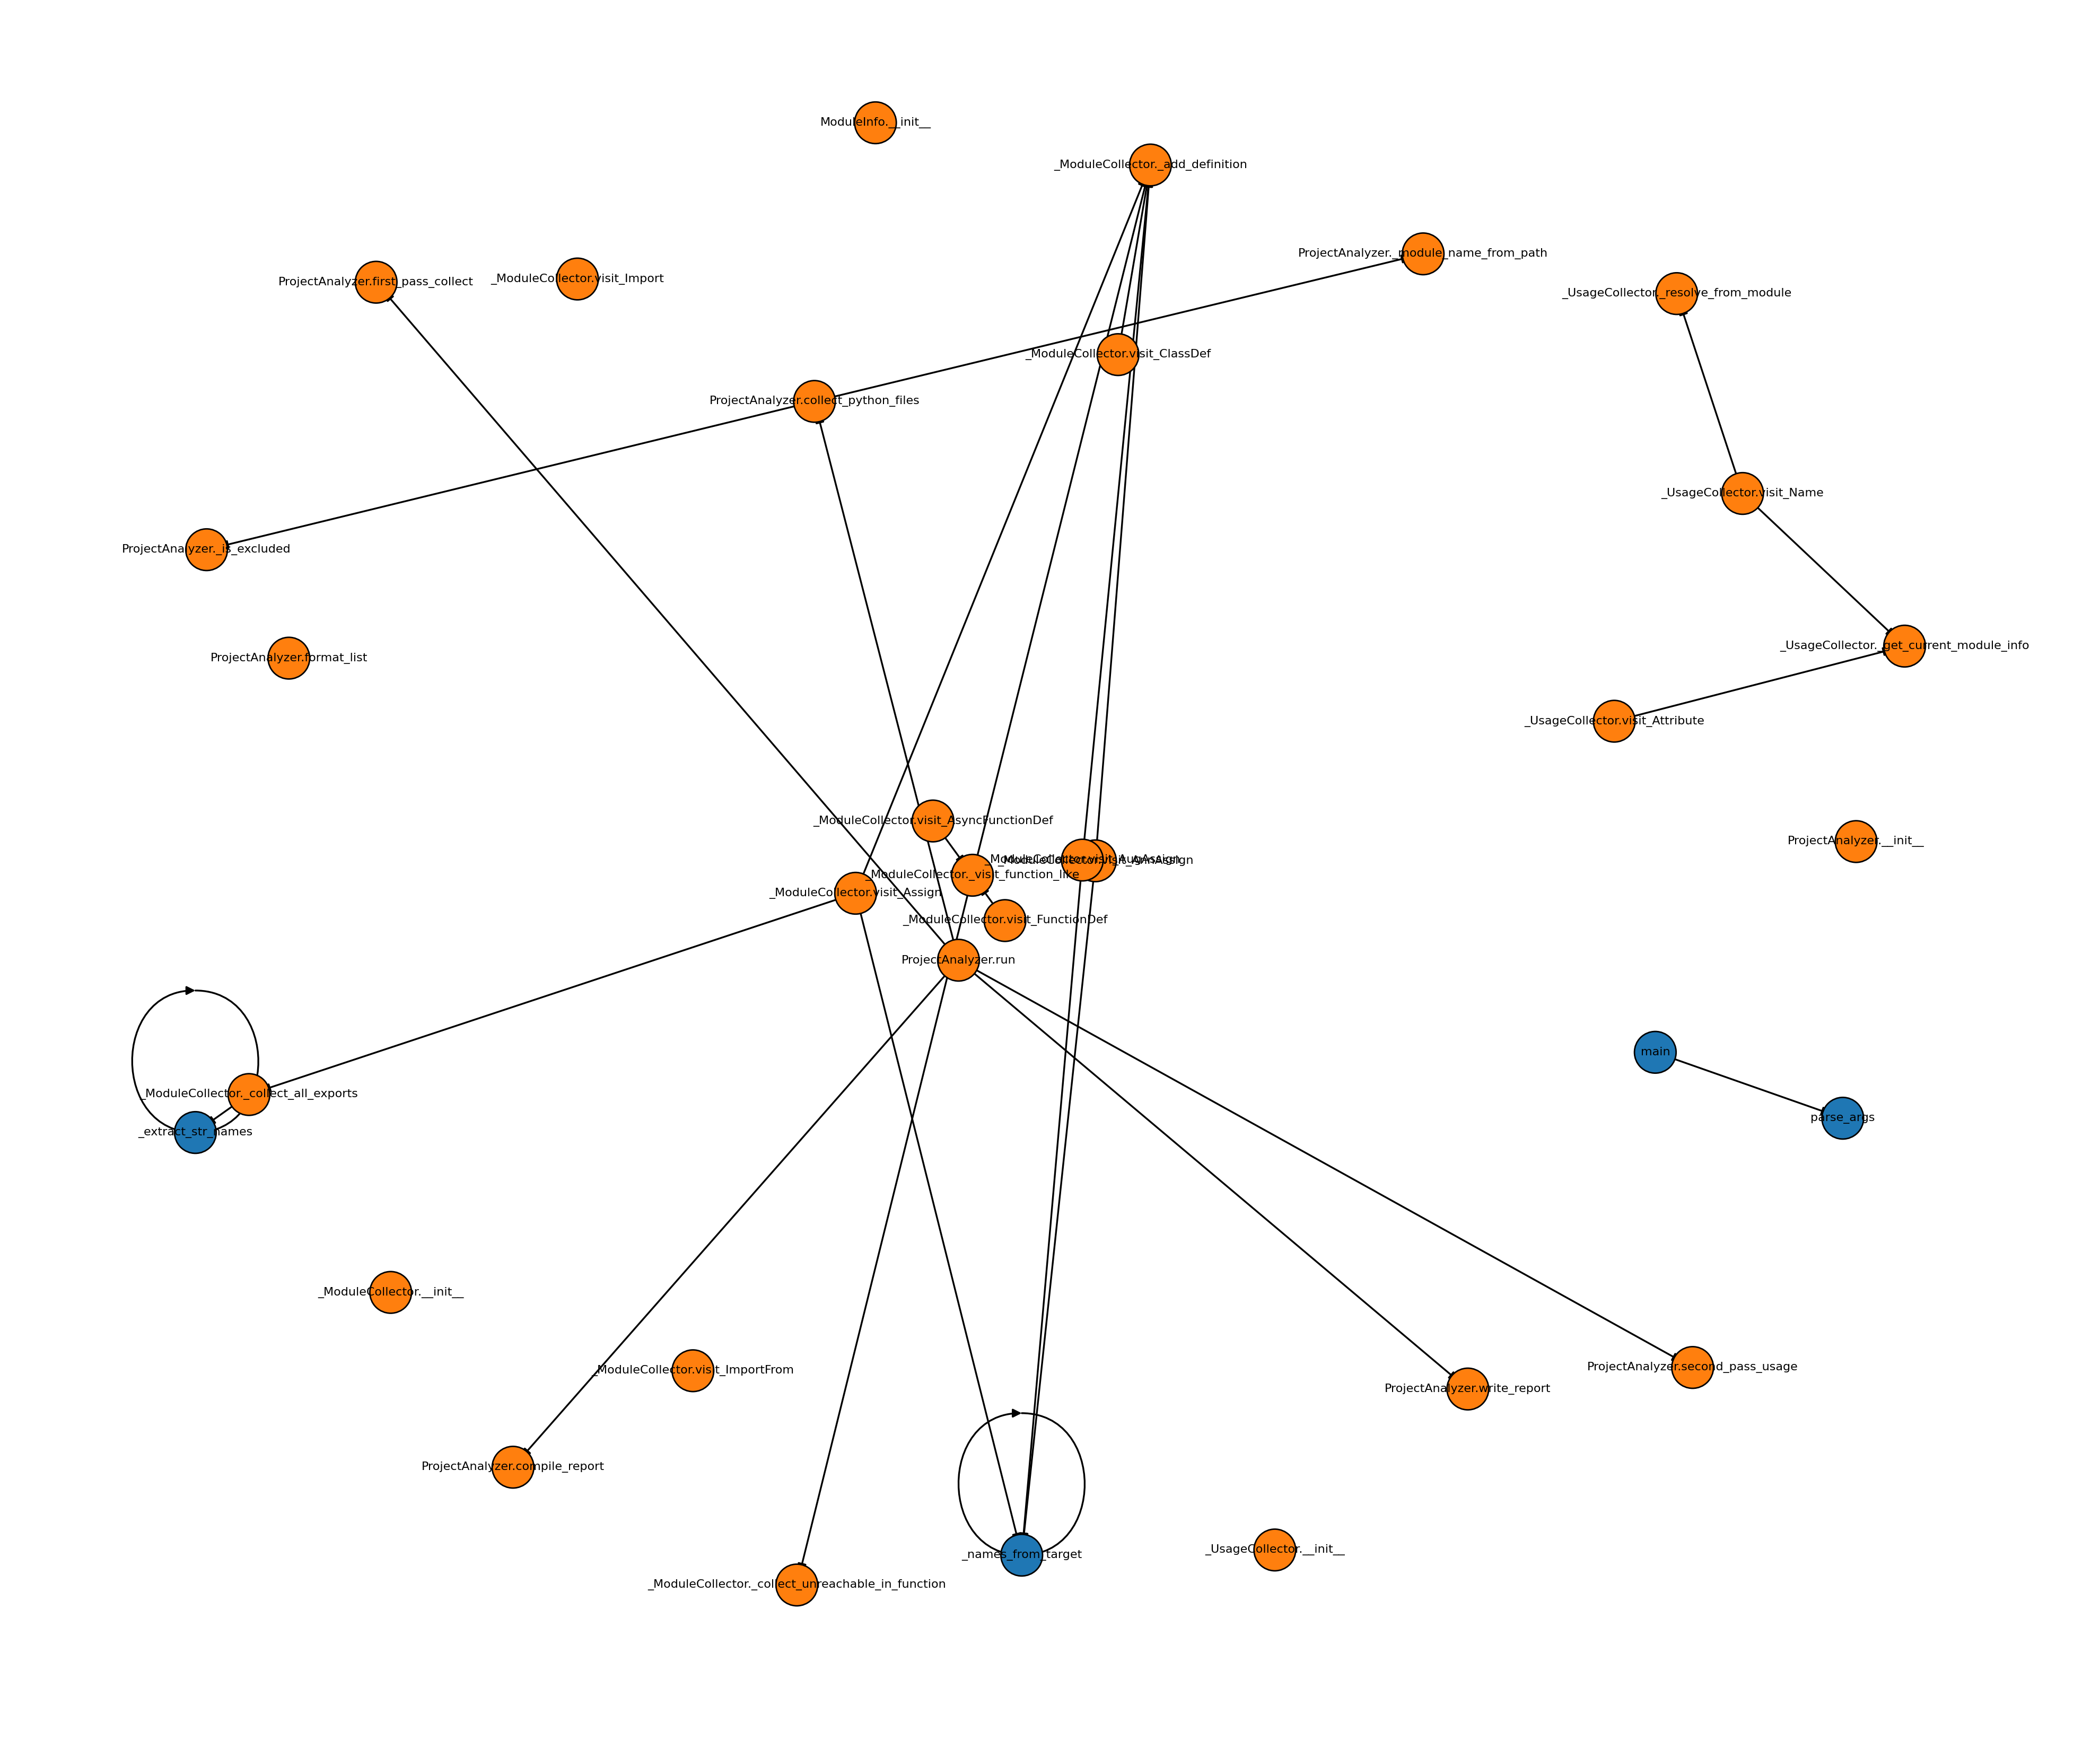 ModuleInfo.__init__
_ModuleCollector._add_definition
ProjectAnalyzer._module_name_from_path
ProjectAnalyzer.first_pass_collect
_ModuleCollector.visit_Import
_UsageCollector._resolve_from_module
_ModuleCollector.visit_ClassDef
ProjectAnalyzer.collect_python_files
_UsageCollector.visit_Name
ProjectAnalyzer._is_excluded
_UsageCollector._get_current_module_info
ProjectAnalyzer.format_list
_UsageCollector.visit_Attribute
_ModuleCollector.visit_AsyncFunctionDef
ProjectAnalyzer.__init__
_ModuleCollector.visit_AugAssign
_ModuleCollector.visit_AnnAssign
_ModuleCollector._visit_function_like
_ModuleCollector.visit_Assign
_ModuleCollector.visit_FunctionDef
ProjectAnalyzer.run
main
_ModuleCollector._collect_all_exports
parse_args
_extract_str_names
_ModuleCollector.__init__
_ModuleCollector.visit_ImportFrom
ProjectAnalyzer.second_pass_usage
ProjectAnalyzer.write_report
ProjectAnalyzer.compile_report
_UsageCollector.__init__
_names_from_target
_ModuleCollector._collect_unreachable_in_function